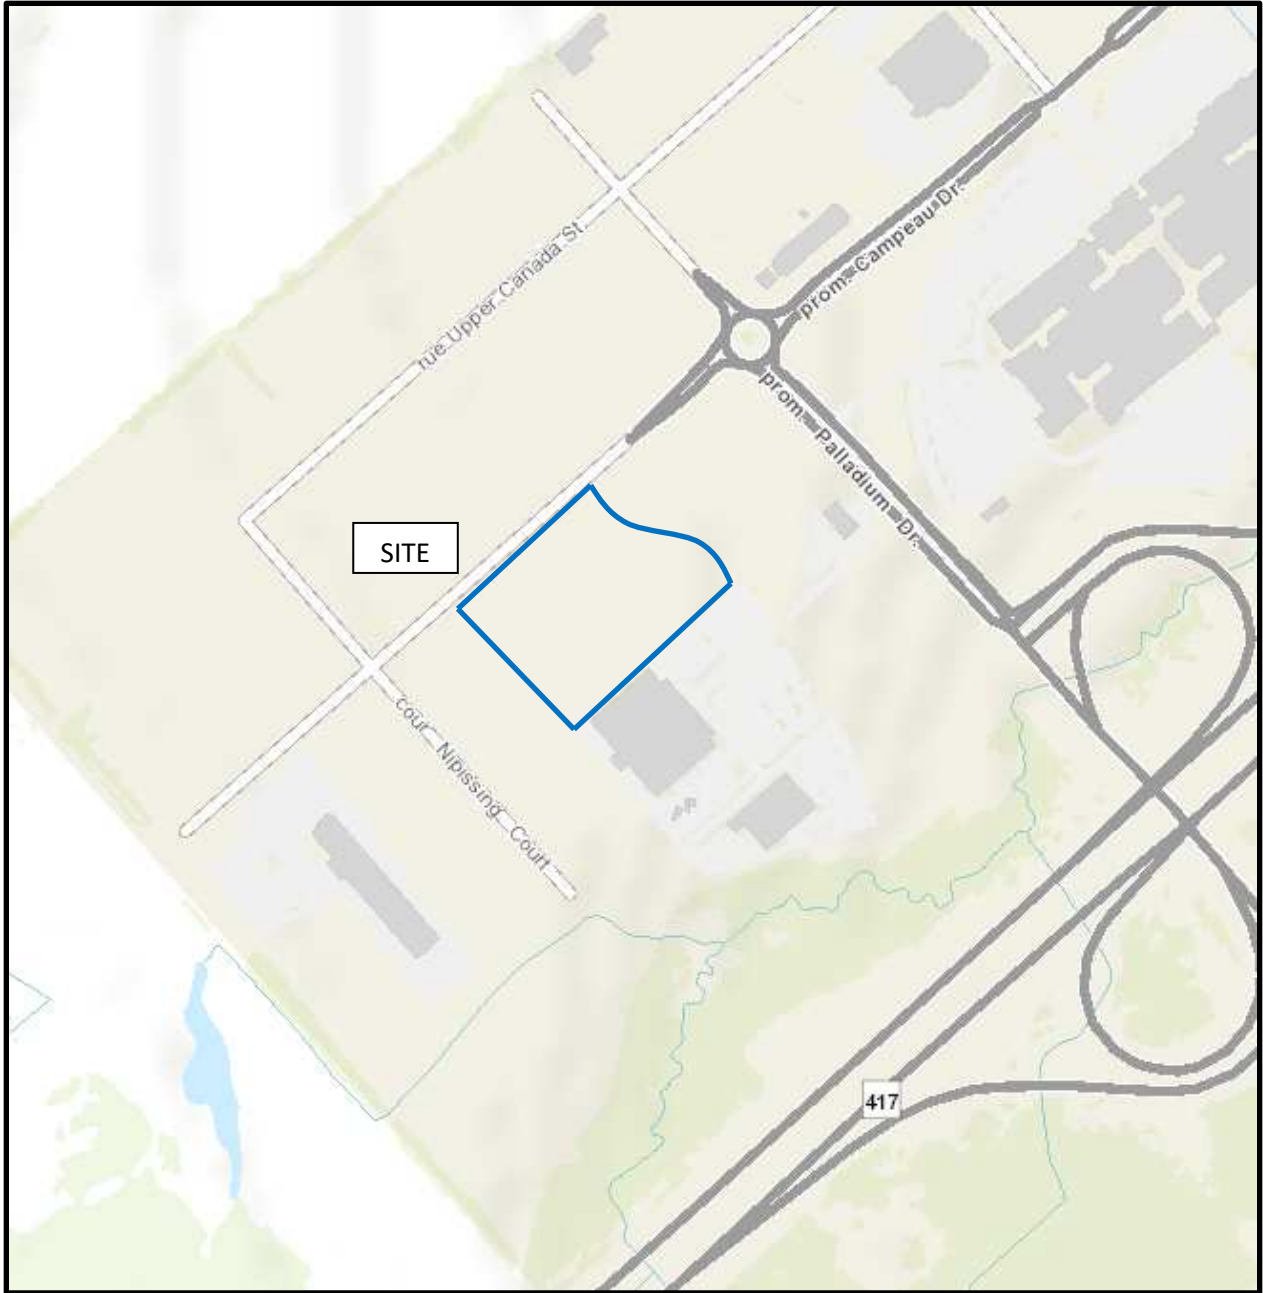 rue Upper Canada St.
prom. Campeau Dr.
prom. Palladium Dr.
SITE
cour Nipissing Court
417